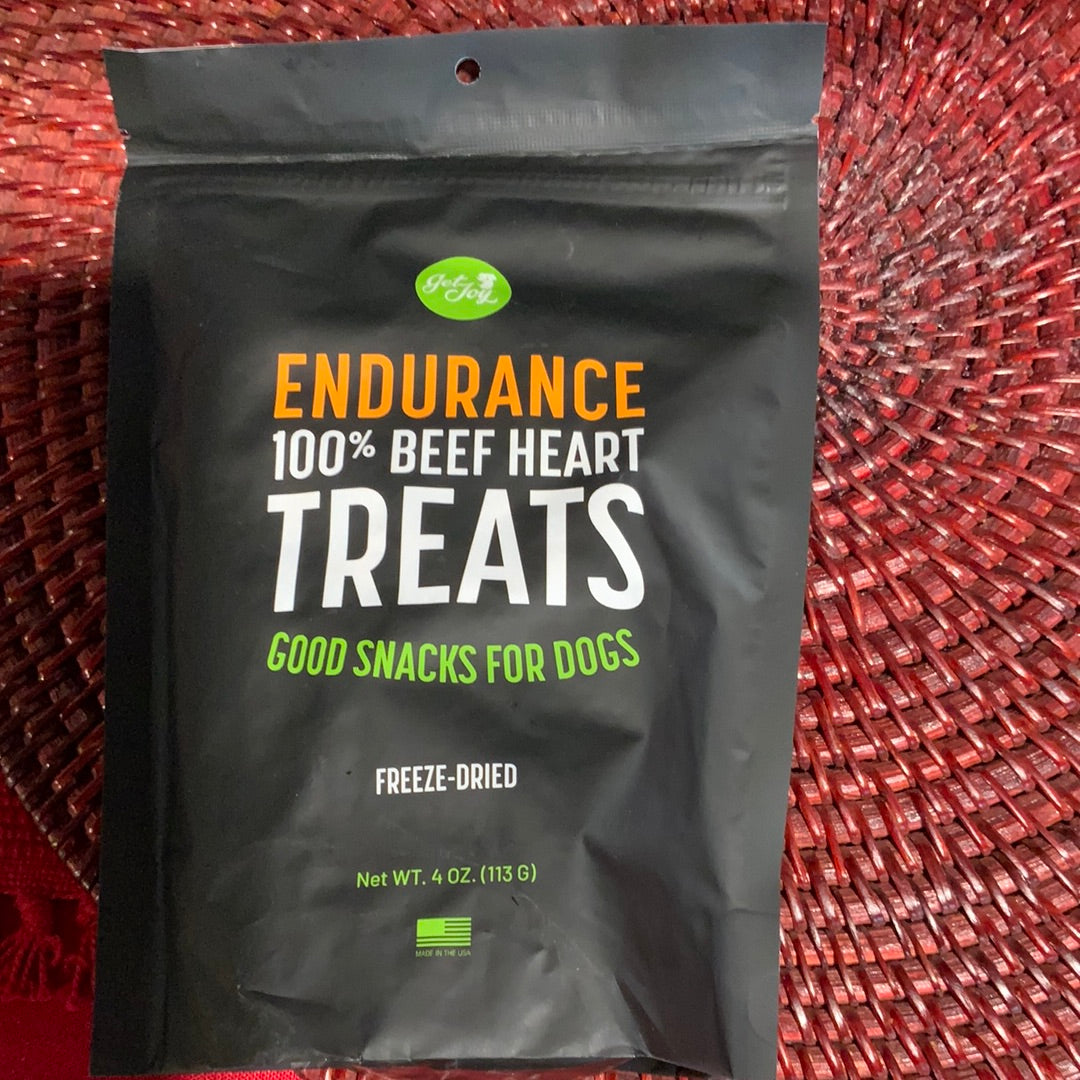 get
Joy
ENDURANCE
100% BEEF HEART
TREATS
GOOD SNACKS FOR DOGS
FREEZE-DRIED
Net WT. 4 OZ. (113 G)
MADE IN THE USA